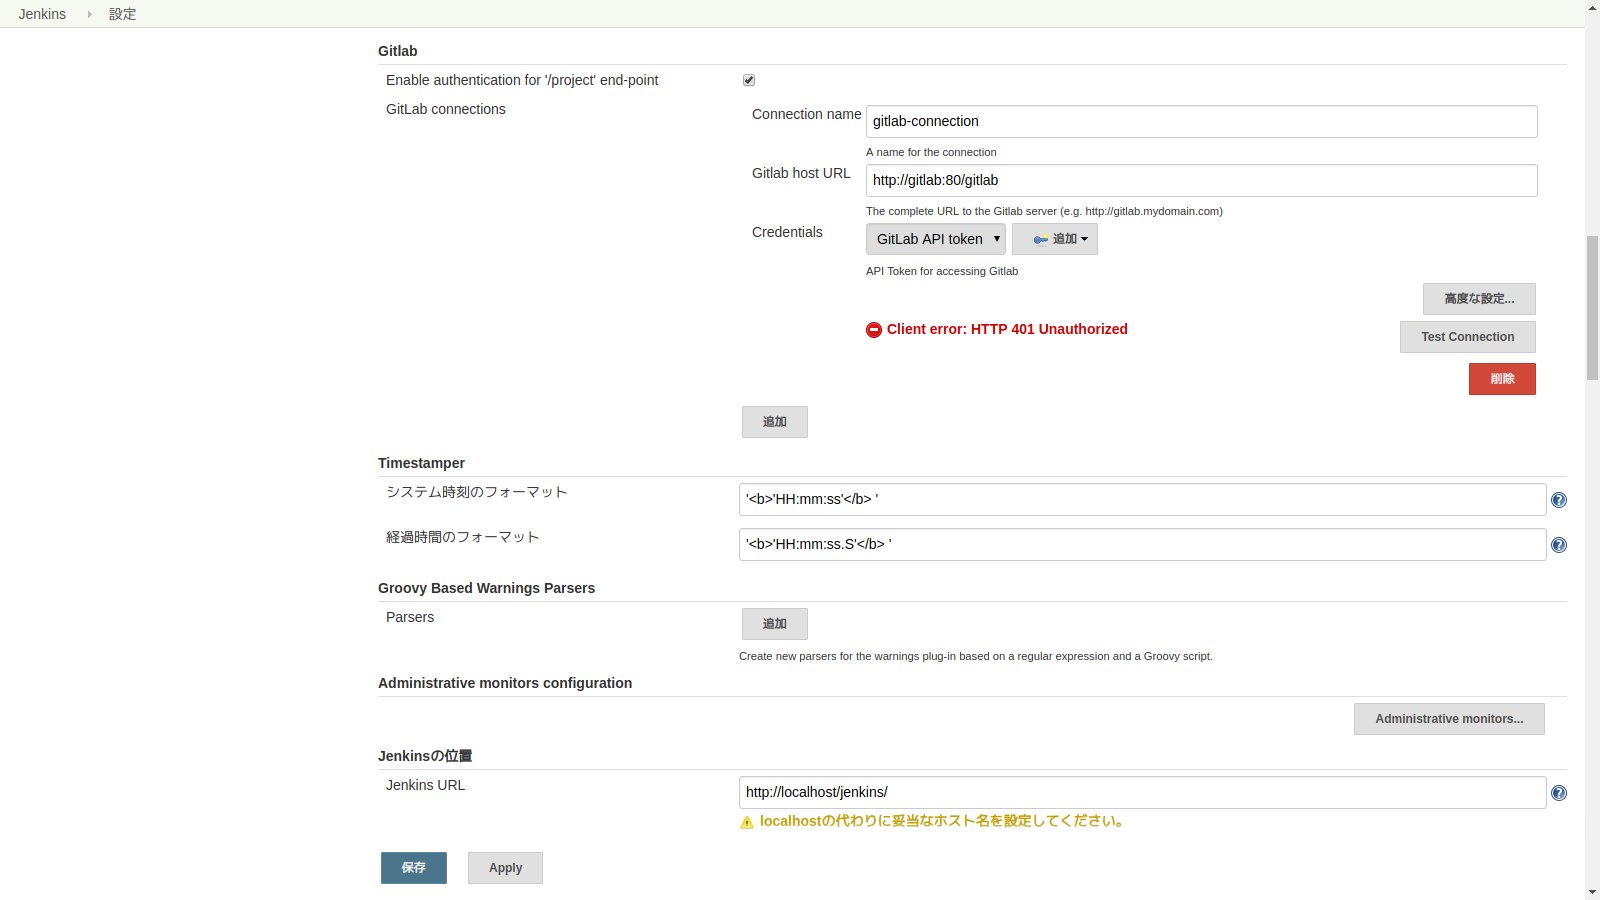 Jenkins 設定
Gitlab
Enable authentication for '/project' end-point
GitLab connections
Connection name
gitlab-connection
A name for the connection
Gitlab host URL
http://gitlab:80/gitlab
The complete URL to the Gitlab server (e.g. http://gitlab.mydomain.com)
Credentials
GitLab API token
追加
API Token for accessing Gitlab
高度な設定...
Client error: HTTP 401 Unauthorized
Test Connection
削除
追加
Timestamper
システム時刻のフォーマット
'<b>'HH:mm:ss'</b> '
経過時間のフォーマット
'<b>'HH:mm:ss.S'</b> '
Groovy Based Warnings Parsers
Parsers
追加
Create new parsers for the warnings plug-in based on a regular expression and a Groovy script.
Administrative monitors configuration
Administrative monitors...
Jenkinsの位置
Jenkins URL
http://localhost/jenkins/
localhostの代わりに妥当なホスト名を設定してください。
保存
Apply